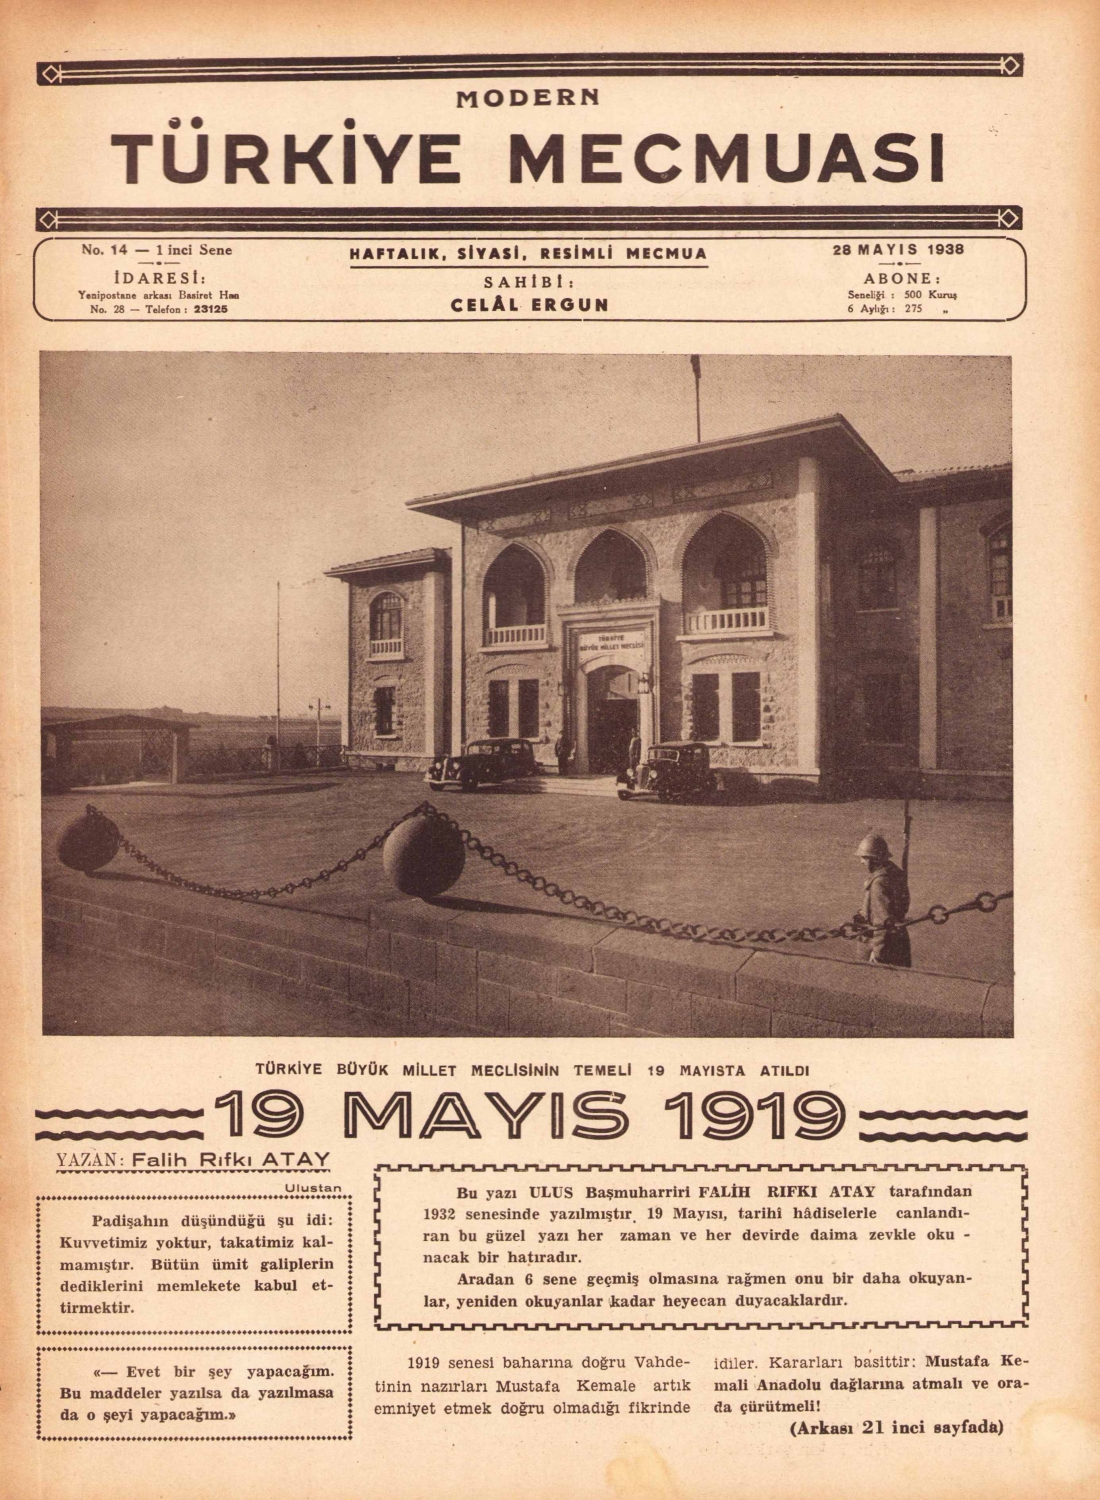 MODERN
TÜRKİYE MECMUASI
No. 14 — 1 inci Sene
İDARESİ:
Yenipostane arkası Basiret Han
No. 28 — Telefon : 23125
HAFTALIK, SİYASİ, RESİMLİ MECMUA
SAHİBİ :
CELÂL ERGUN
28 MAYIS 1938
ABONE :
Seneliği : 500 Kuruş
6 Aylığı : 275 „
TÜRKİYE
BÜYÜK MİLLET MECLİSİ
TÜRKİYE BÜYÜK MİLLET MECLİSİNİN TEMELİ 19 MAYISTA ATILDI
19 MAYIS 1919
YAZAN: Falih Rıfkı ATAY
Ulustan
Padişahın düşündüğü şu idi:
Kuvvetimiz yoktur, takatimiz kal-
mamıştır. Bütün ümit galiplerin
dediklerini memlekete kabul et-
tirmektir.
«— Evet bir şey yapacağım.
Bu maddeler yazılsa da yazılmasa
da o şeyi yapacağım.»
Bu yazı ULUS Başmuharriri FALİH RIFKI ATAY tarafından
1932 senesinde yazılmıştır. 19 Mayısı, tarihî hâdiselerle canlandı-
ran bu güzel yazı her zaman ve her devirde daima zevkle oku -
nacak bir hatıradır.
Aradan 6 sene geçmiş olmasına rağmen onu bir daha okuyan-
lar, yeniden okuyanlar kadar heyecan duyacaklardır.
1919 senesi baharına doğru Vahde-
tinin nazırları Mustafa Kemale artık
emniyet etmek doğru olmadığı fikrinde
idiler. Kararları basittir: Mustafa Ke-
mali Anadolu dağlarına atmalı ve ora-
da çürütmeli!
(Arkası 21 inci sayfada)